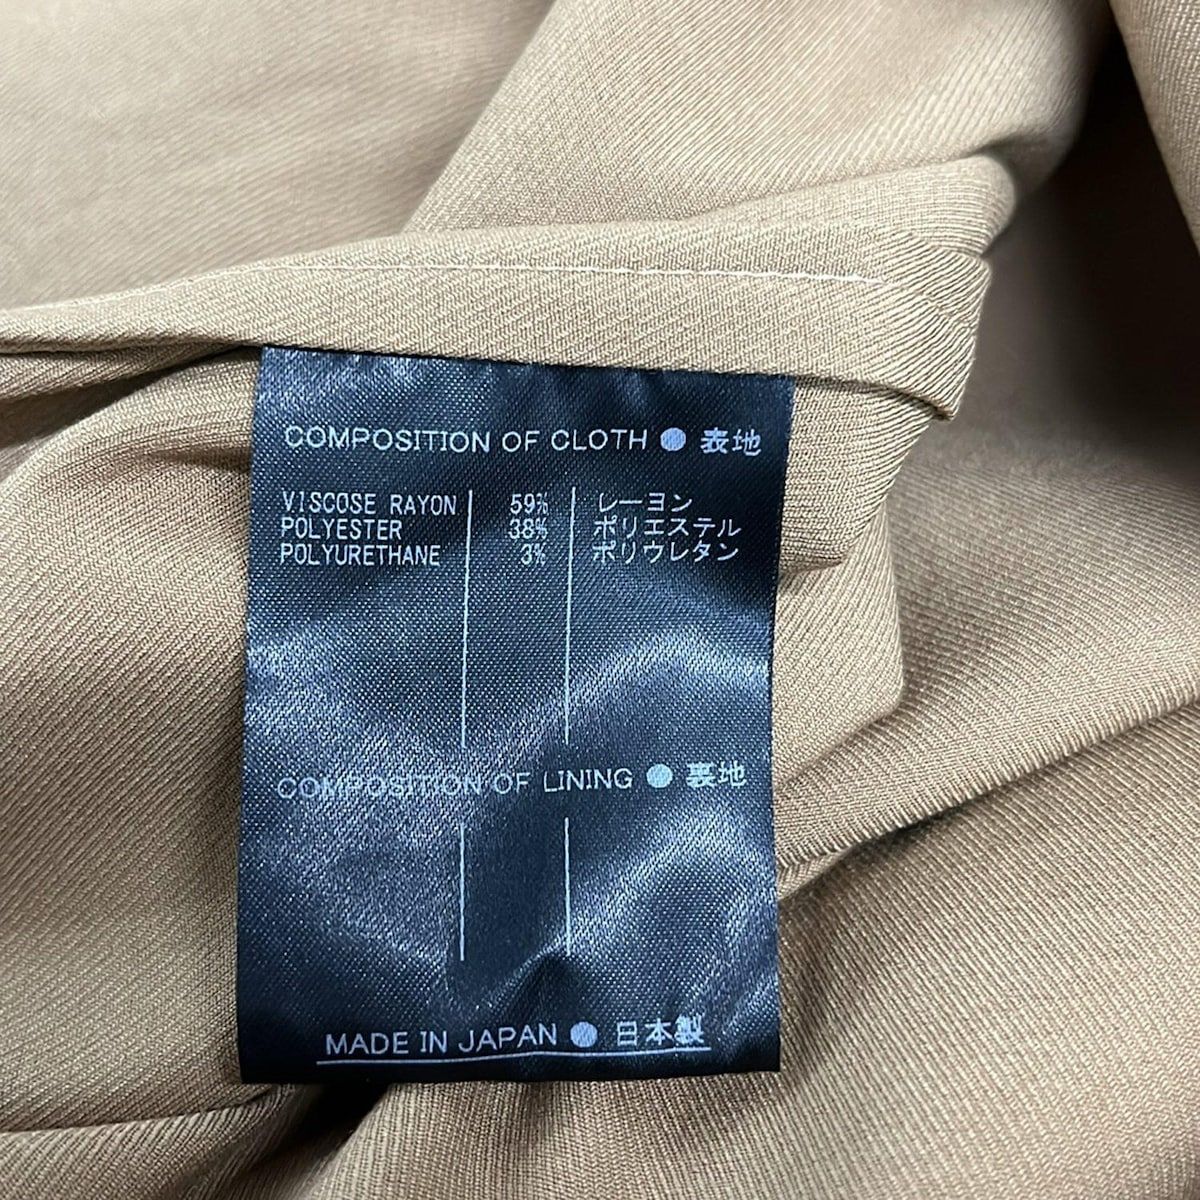 COMPOSITION OF CLOTH ● 表地
VISCOSE RAYON 59% レーヨン
POLYESTER 38% ポリエステル
POLYURETHANE 3% ポリウレタン
COMPOSITION OF LINING ● 裏地
MADE IN JAPAN ● 日本製